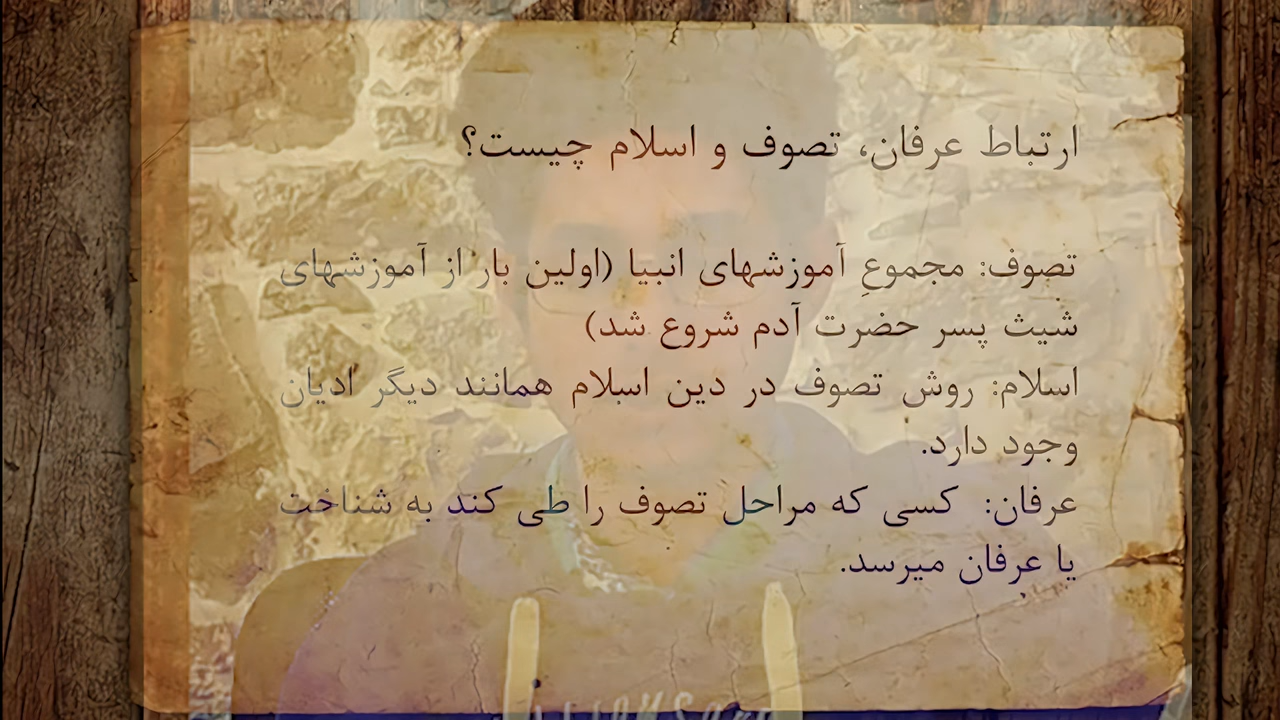 ارتباط عرفان، تصوف و اسلام چیست؟
تصوف: مجموعِ آموزشهای انبیا (اولین بار از آموزشهای
شیث پسر حضرت آدم شروع شد)
اسلام: روش تصوف در دین اسلام همانند دیگر ادیان
وجود دارد.
عرفان: کسی که مراحل تصوف را طی کند به شناخت
یا عرفان میرسد.